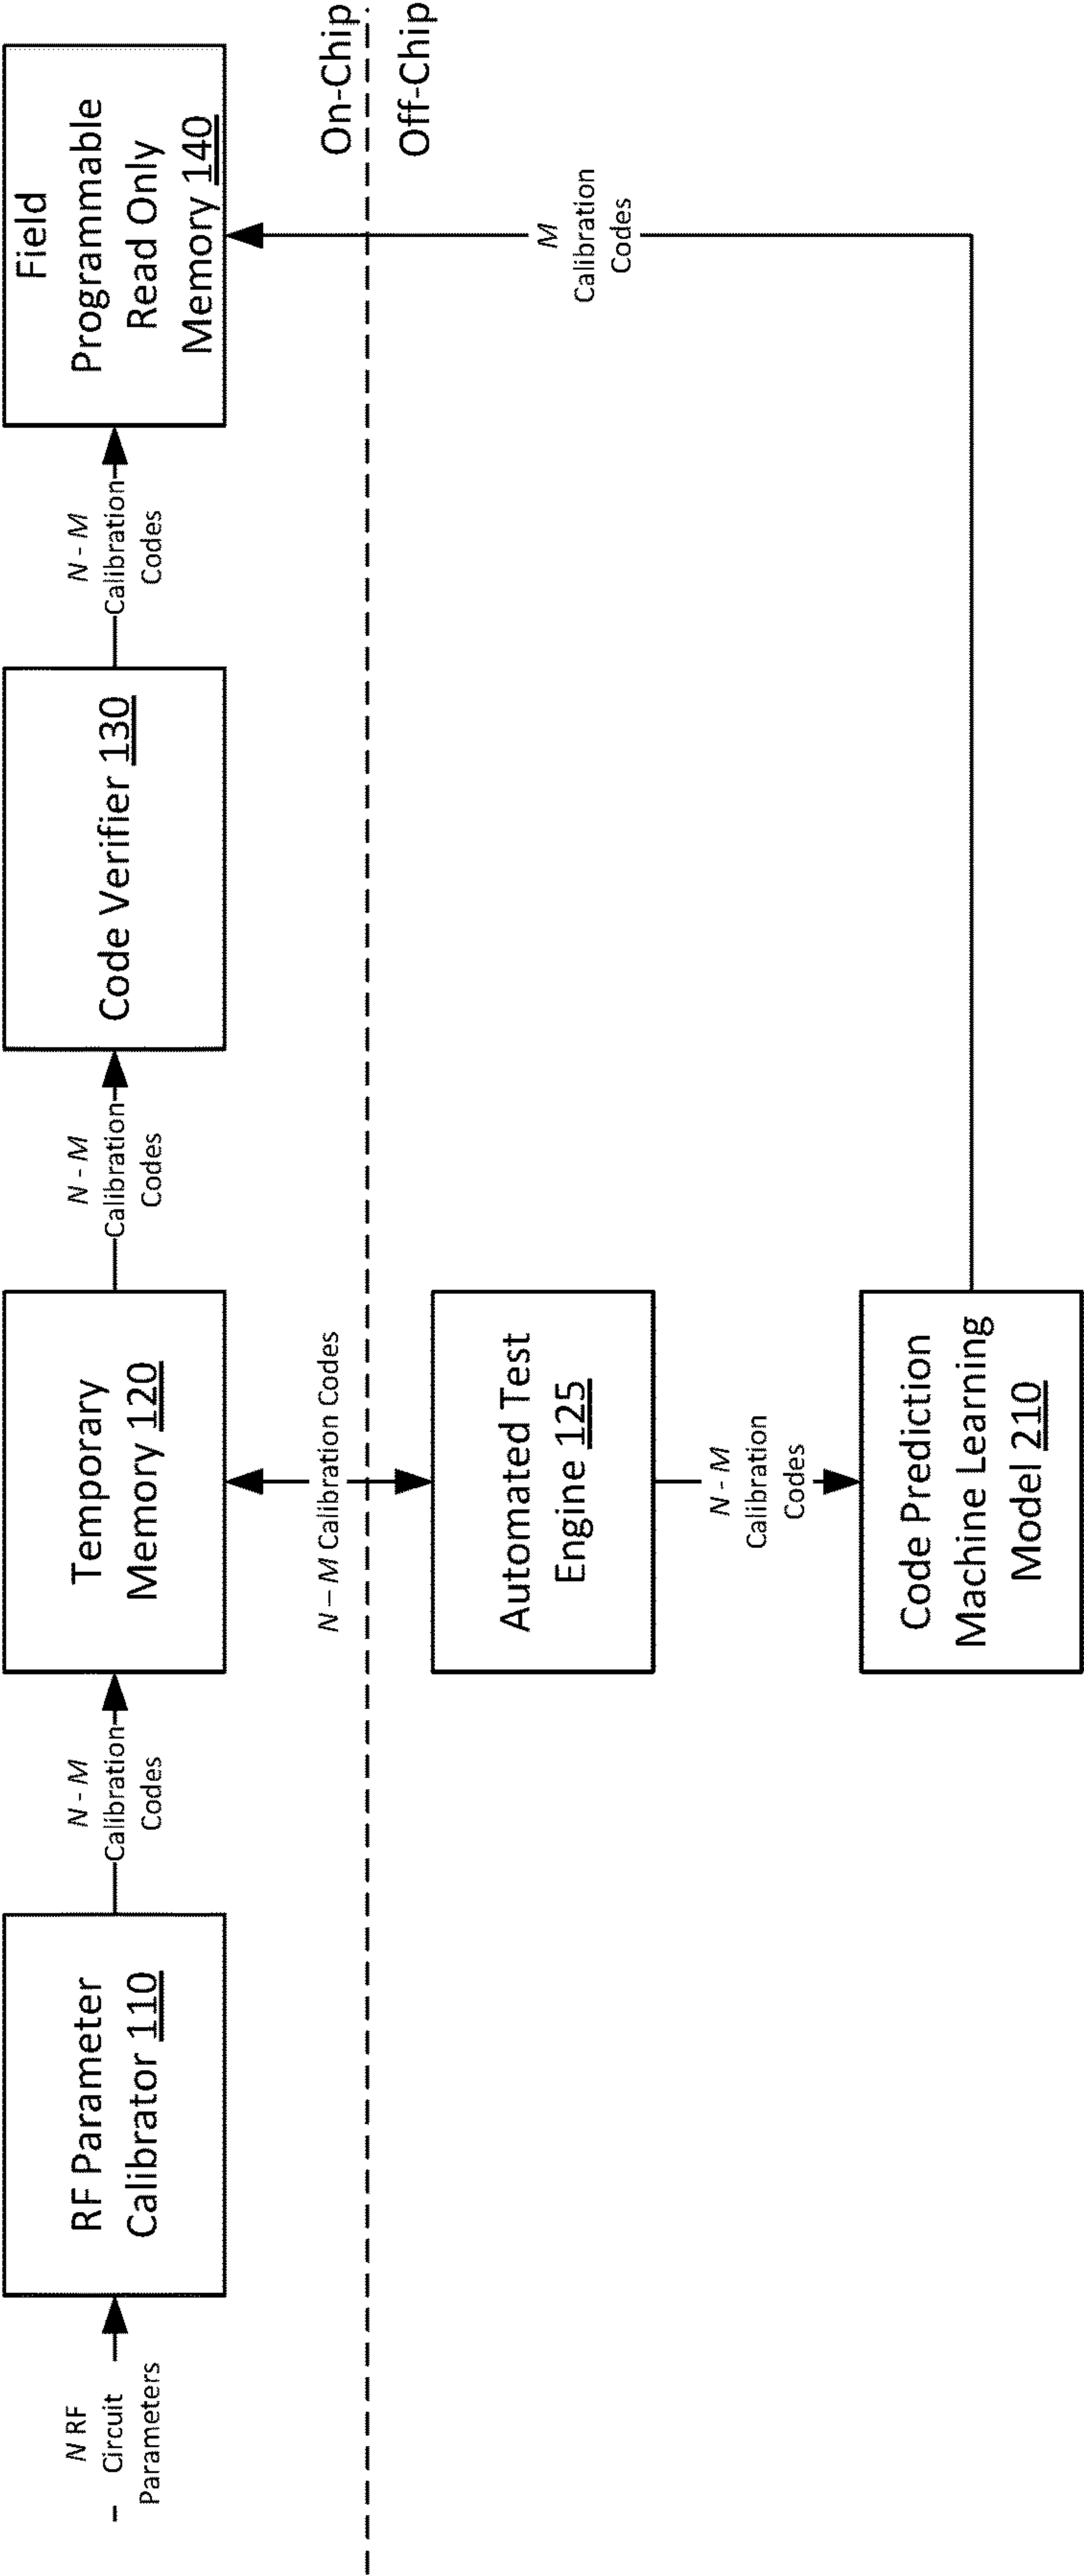 N RF
Circuit
Parameters
RF Parameter
Calibrator 110
N - M
Calibration
Codes
Temporary
Memory 120
N - M
Calibration
Codes
Code Verifier 130
N - M
Calibration
Codes
Field
Programmable
Read Only
Memory 140
N – M Calibration Codes
On-Chip
Off-Chip
Automated Test
Engine 125
N - M
Calibration
Codes
M
Calibration
Codes
Code Prediction
Machine Learning
Model 210